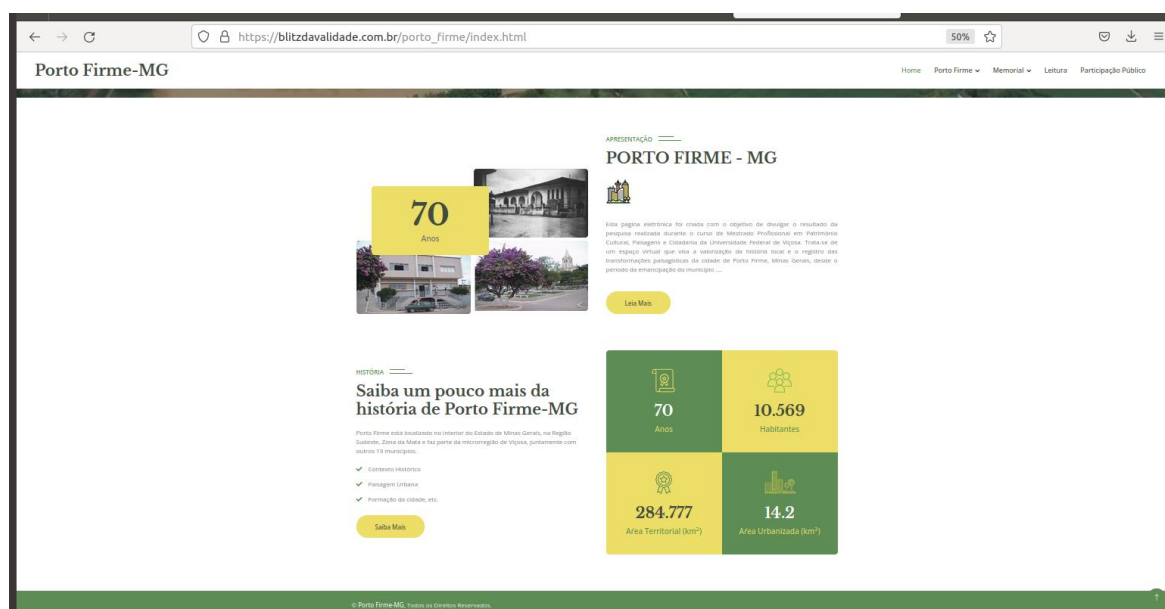 https://blitzdavalidade.com.br/porto_firme/index.html
50%
Porto Firme-MG
Home Porto Firme Memorial Leitura Participação Público
70
Anos
APRESENTAÇÃO
PORTO FIRME - MG
Esta pagina eletrônica foi criada com o objetivo de divulgar o resultado da
pesquisa realizada durante o curso de Mestrado Profissional em Patrimônio
Cultural, Paisagens e Cidadania da Universidade Federal de Viçosa. Trata-se de
um espaço virtual que visa a valorização da história local e o registro das
transformações paisagísticas da cidade de Porto Firme, Minas Gerais, desde o
período da emancipação do município ....
Leia Mais
HISTÓRIA
Saiba um pouco mais da
história de Porto Firme-MG
Porto Firme está localizado no interior do Estado de Minas Gerais, na Região
Sudeste, Zona da Mata e faz parte da microrregião de Viçosa, juntamente com
outros 19 municípios.
Contexto Histórico
Paisagem Urbana
Formação da cidade, etc.
Saiba Mais
70
Anos
10.569
Habitantes
284.777
Area Territorial (km²)
14.2
Area Urbanizada (km²)
© Porto Firme-MG, Todos os Direitos Reservados.